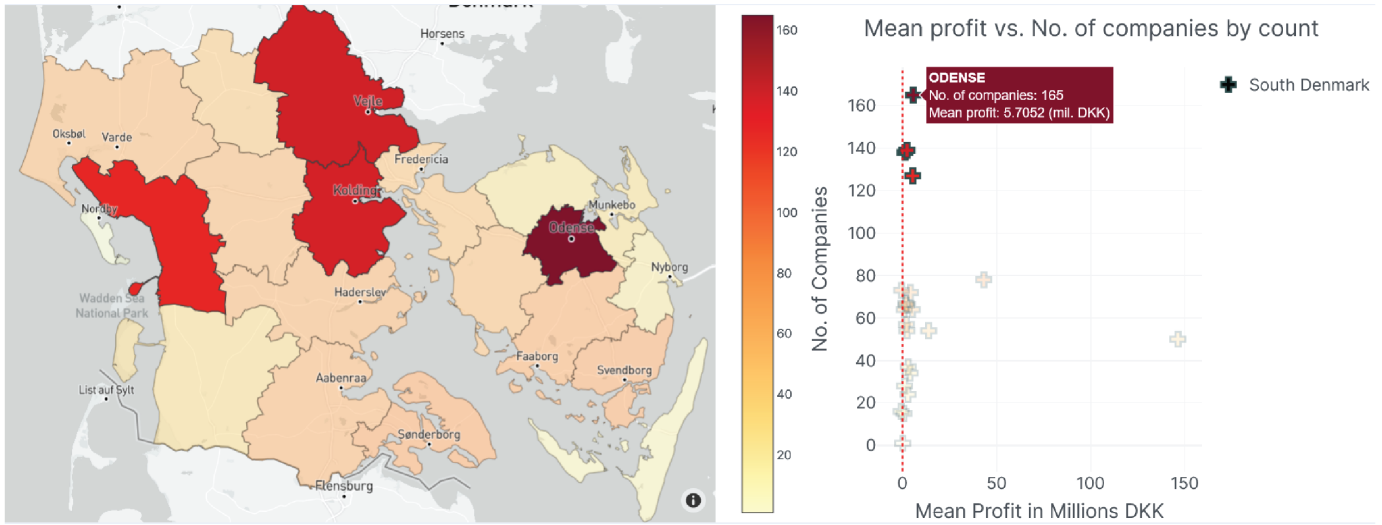 Denmark
Horsens
Vejle
Oksbøl
Varde
Fredericia
Kolding
Nordby
Munkebo
Odense
Nyborg
Wadden Sea
National Park
Haderslev
Faaborg
Svendborg
List auf Sylt
Aabenraa
Sønderborg
Flensburg
160
140
120
100
80
60
40
20
Mean profit vs. No. of companies by count
ODENSE
No. of companies: 165
Mean profit: 5.7052 (mil. DKK)
South Denmark
No. of Companies
160
140
120
100
80
60
40
20
0
0
50
100
150
Mean Profit in Millions DKK